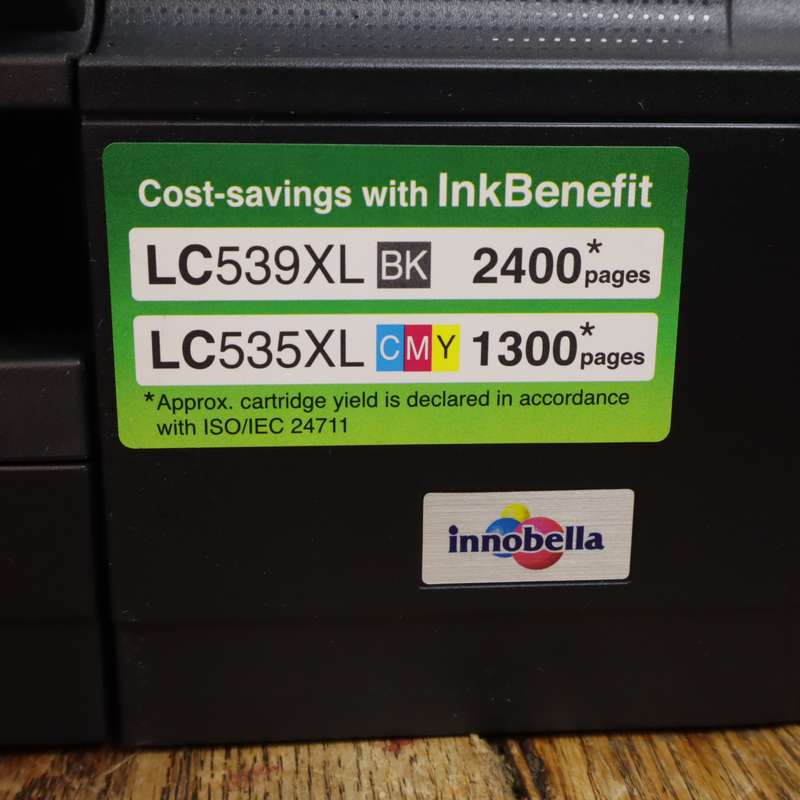 Cost-savings with InkBenefit
LC539XL BK 2400* pages
LC535XL CMY 1300* pages
*Approx. cartridge yield is declared in accordance
with ISO/IEC 24711
innobella